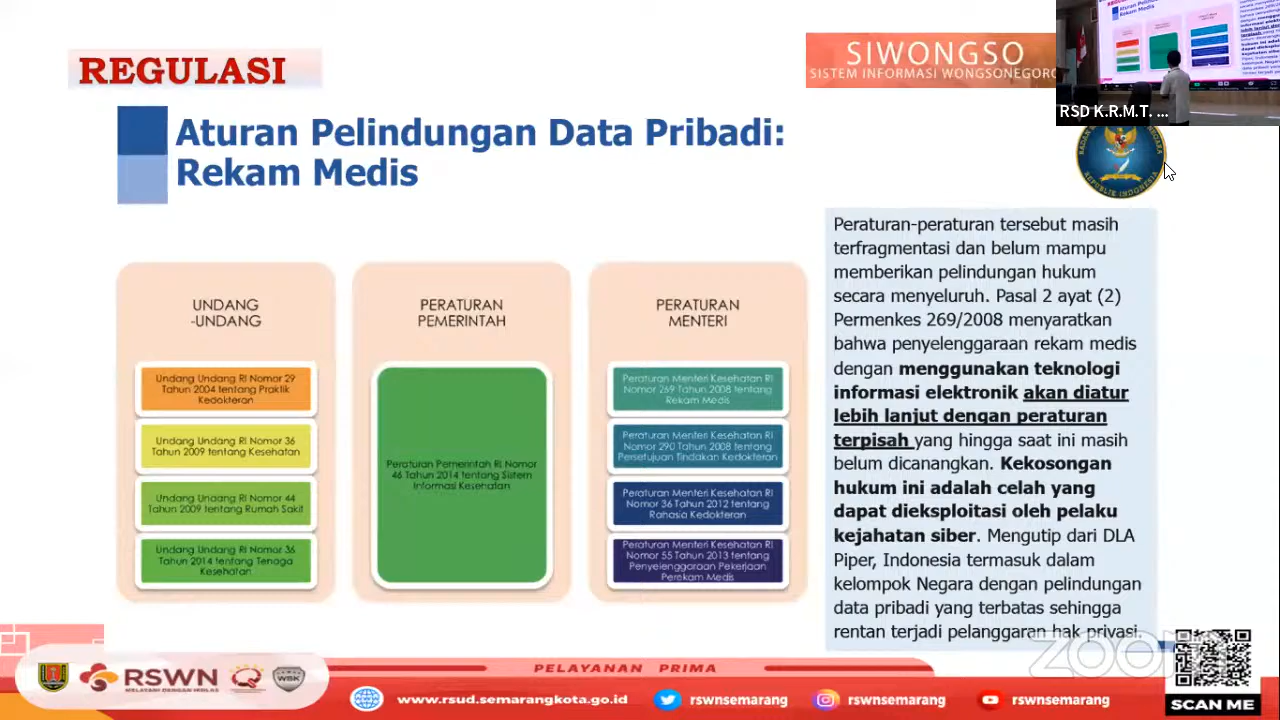 REGULASI
SIWONGSO
SISTEM INFORMASI WONGSONEGORO
RSD K.R.M.T. ...
Aturan Pelindungan Data Pribadi:
Rekam Medis
REPUBLIK INDONESIA
UNDANG
-UNDANG
Undang Undang RI Nomor 29
Tahun 2004 tentang Praktik
Kedokteran
Undang Undang RI Nomor 36
Tahun 2009 tentang Kesehatan
Undang Undang RI Nomor 44
Tahun 2009 tentang Rumah Sakit
Undang Undang RI Nomor 36
Tahun 2014 tentang Tenaga
Kesehatan
PERATURAN
PEMERINTAH
Peraturan Pemerintah RI Nomor
46 Tahun 2014 tentang Sistem
Informasi Kesehatan
PERATURAN
MENTERI
Peraturan Menteri Kesehatan RI
Nomor 269 Tahun 2008 tentang
Rekam Medis
Peraturan Menteri Kesehatan RI
Nomor 290 Tahun 2008 tentang
Persetujuan Tindakan Kedokteran
Peraturan Menteri Kesehatan RI
Nomor 36 Tahun 2012 tentang
Rahasia Kedokteran
Peraturan Menteri Kesehatan RI
Nomor 55 Tahun 2013 tentang
Penyelenggaraan Pekerjaan
Perekam Medis
Peraturan-peraturan tersebut masih
terfragmentasi dan belum mampu
memberikan pelindungan hukum
secara menyeluruh. Pasal 2 ayat (2)
Permenkes 269/2008 menyaratkan
bahwa penyelenggaraan rekam medis
dengan menggunakan teknologi
informasi elektronik akan diatur
lebih lanjut dengan peraturan
terpisah yang hingga saat ini masih
belum dicanangkan. Kekosongan
hukum ini adalah celah yang
dapat dieksploitasi oleh pelaku
kejahatan siber. Mengutip dari DLA
Piper, Indonesia termasuk dalam
kelompok Negara dengan pelindungan
data pribadi yang terbatas sehingga
rentan terjadi pelanggaran hak privasi.
zoom
RSWN
WSK
PELAYANAN PRIMA
www.rsud.semarangkota.go.id
rswnsemarang
rswnsemarang
rswnsemarang
SCAN ME